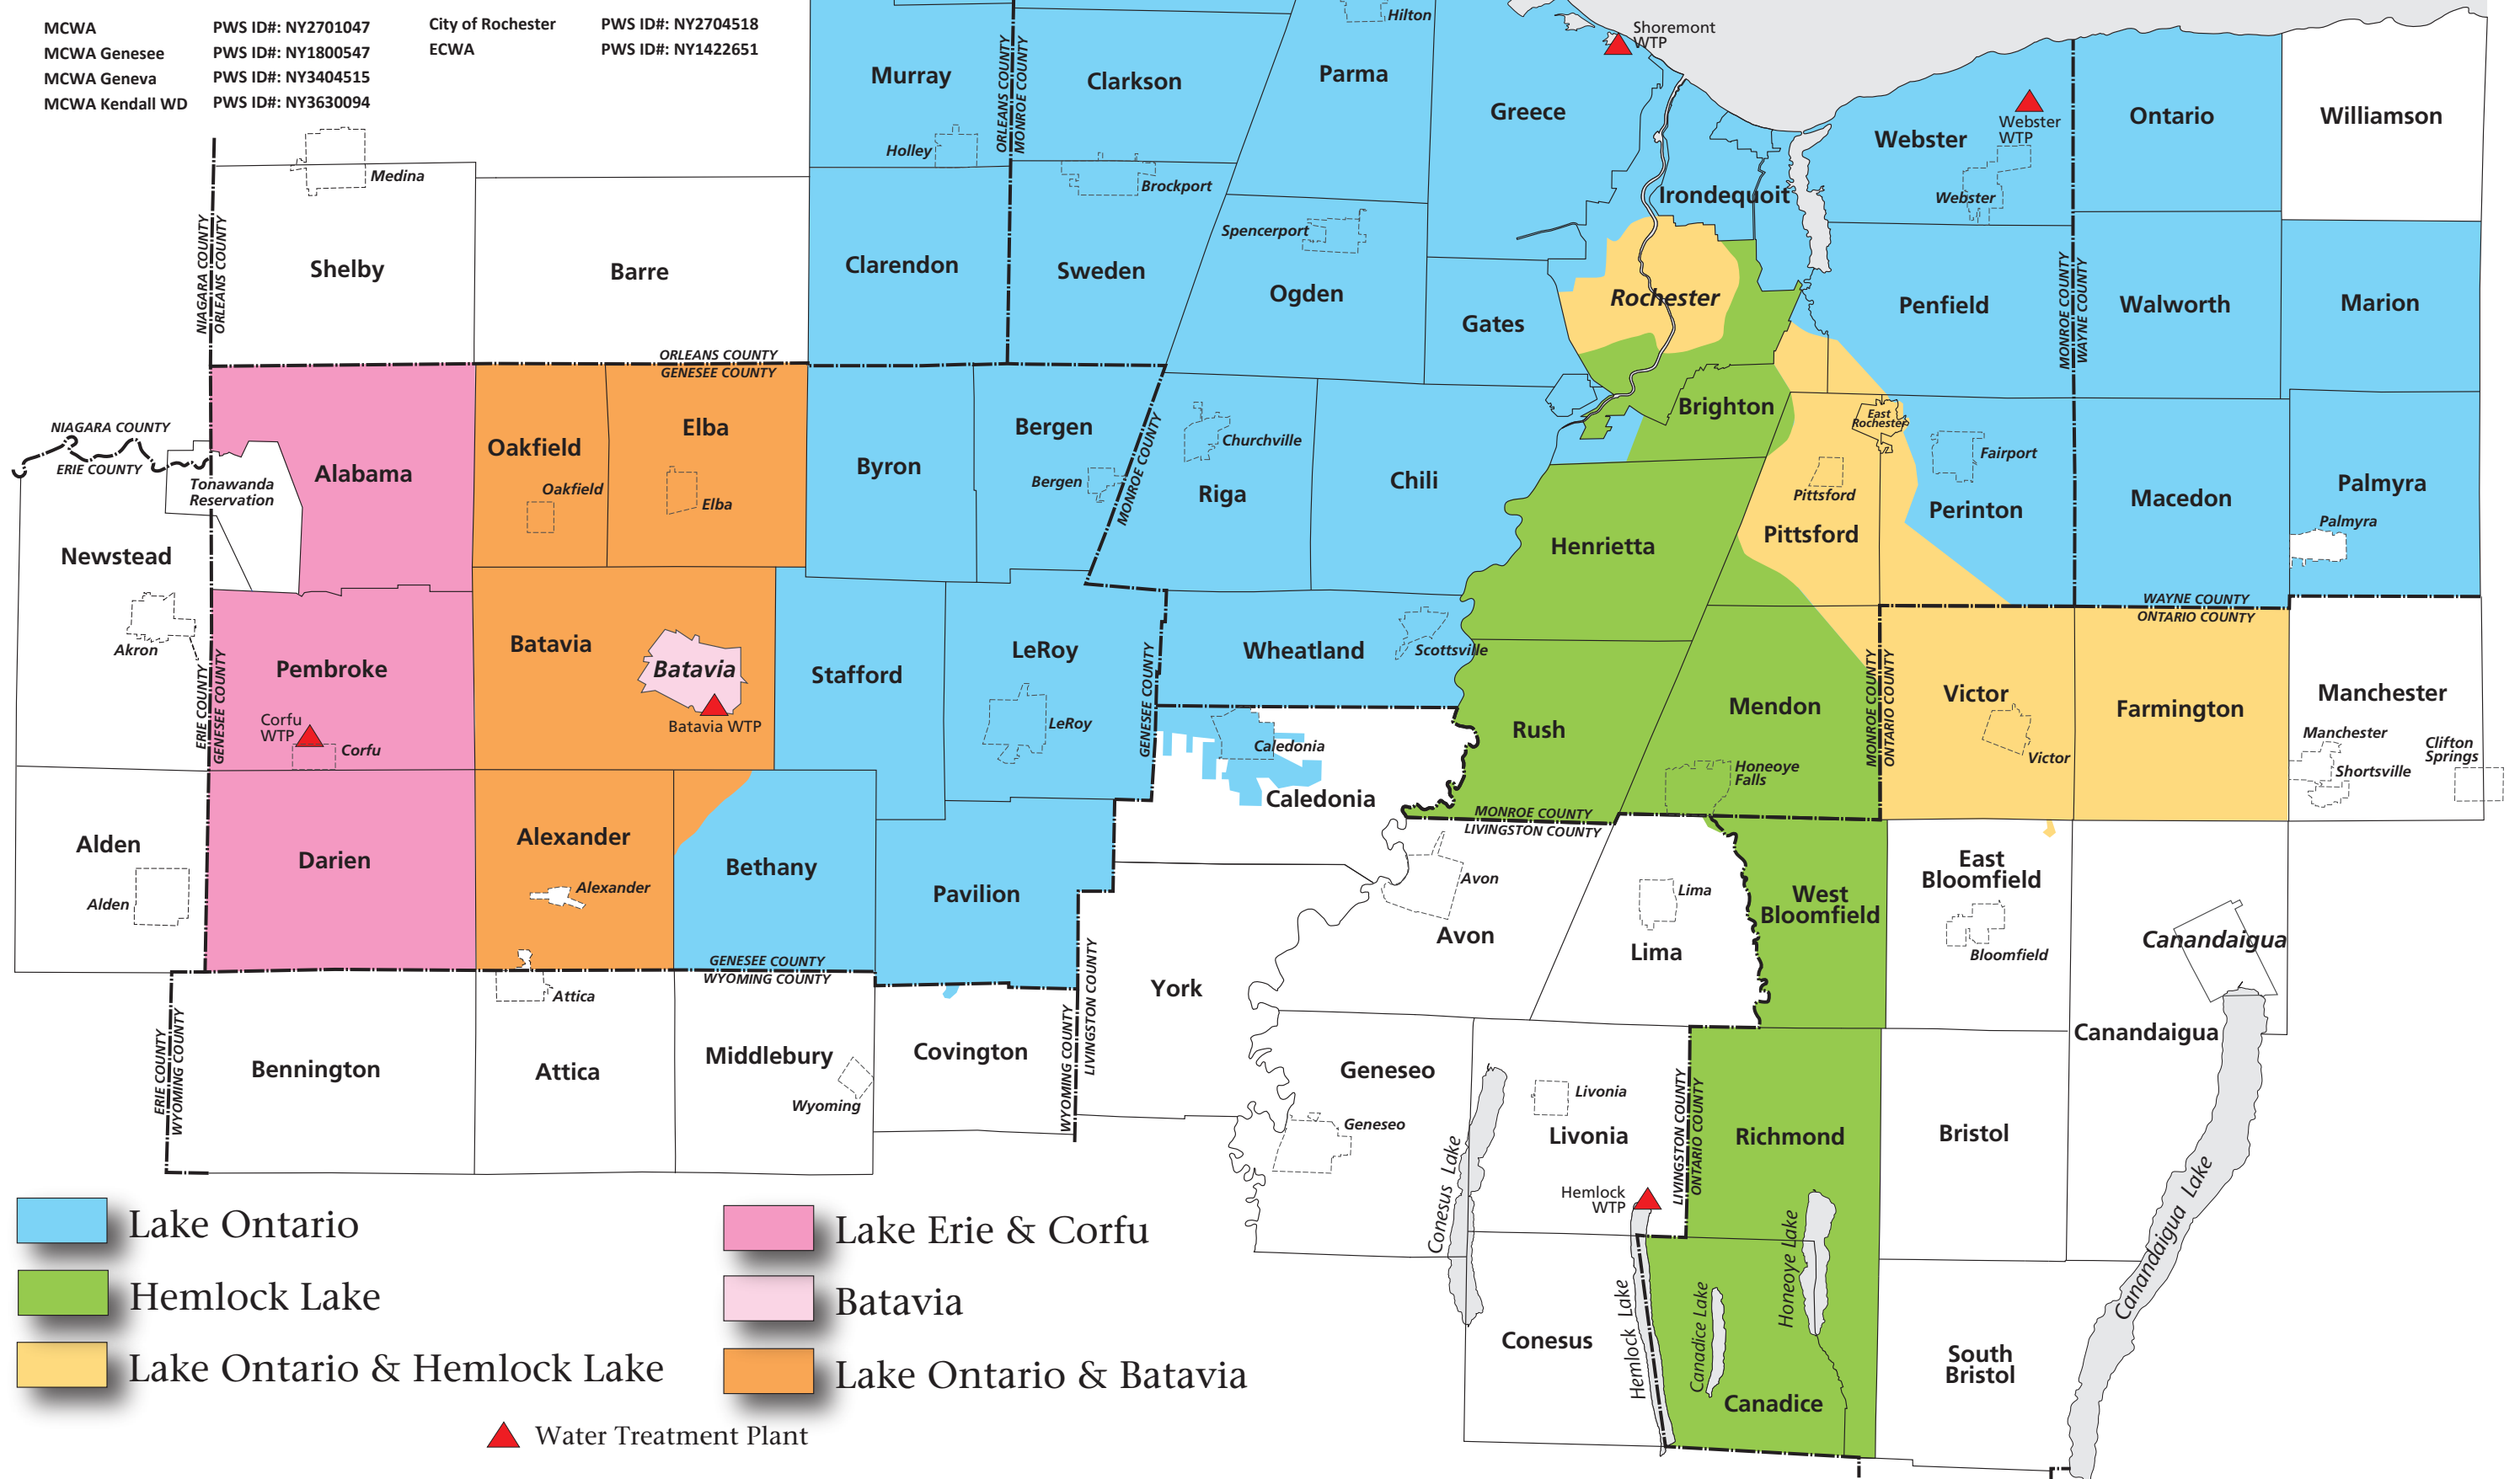 MCWA PWS ID#: NY2701047
MCWA Genesee PWS ID#: NY1800547
MCWA Geneva PWS ID#: NY3404515
MCWA Kendall WD PWS ID#: NY3630094
City of Rochester PWS ID#: NY2704518
ECWA PWS ID#: NY1422651
Hilton
Shoremont
WTP
Murray
ORLEANS COUNTY
MONROE COUNTY
Clarkson
Parma
Greece
Webster
Webster
WTP
Ontario
Williamson
Holley
Medina
Brockport
Irondequoit
Webster
NIAGARA COUNTY
ORLEANS COUNTY
Shelby
Barre
Clarendon
Sweden
Spencerport
Ogden
Gates
Rochester
Penfield
MONROE COUNTY
WAYNE COUNTY
Walworth
Marion
ORLEANS COUNTY
GENESEE COUNTY
NIAGARA COUNTY
ERIE COUNTY
Tonawanda
Reservation
Alabama
Oakfield
Oakfield
Elba
Elba
Byron
Bergen
Bergen
MONROE COUNTY
Churchville
Riga
Chili
Brighton
East
Rochester
Fairport
Pittsford
Pittsford
Perinton
Macedon
Palmyra
Palmyra
Henrietta
Newstead
Akron
ERIE COUNTY
GENESEE COUNTY
Pembroke
Corfu
WTP
Corfu
Batavia
Batavia
Batavia WTP
Stafford
LeRoy
LeRoy
GENESEE COUNTY
Wheatland
Scottsville
WAYNE COUNTY
ONTARIO COUNTY
Caledonia
Caledonia
Rush
Mendon
Honeoye
Falls
MONROE COUNTY
ONTARIO COUNTY
Victor
Victor
Farmington
Manchester
Manchester
Shortsville
Clifton
Springs
MONROE COUNTY
LIVINGSTON COUNTY
Alden
Alden
Darien
Alexander
Alexander
Bethany
Pavilion
GENESEE COUNTY
WYOMING COUNTY
Avon
Avon
Lima
Lima
West
Bloomfield
East
Bloomfield
Bloomfield
Canandaigua
Canandaigua
York
LIVINGSTON COUNTY
WYOMING COUNTY
ERIE COUNTY
WYOMING COUNTY
Bennington
Attica
Attica
Middlebury
Wyoming
Covington
Geneseo
Geneseo
Livonia
Livonia
Conesus Lake
LIVINGSTON COUNTY
ONTARIO COUNTY
Richmond
Bristol
Hemlock
WTP
Honeoye Lake
Canandaigua Lake
Conesus
Hemlock Lake
Canadice Lake
Canadice
South
Bristol
Lake Ontario
Hemlock Lake
Lake Ontario & Hemlock Lake
Lake Erie & Corfu
Batavia
Lake Ontario & Batavia
Water Treatment Plant